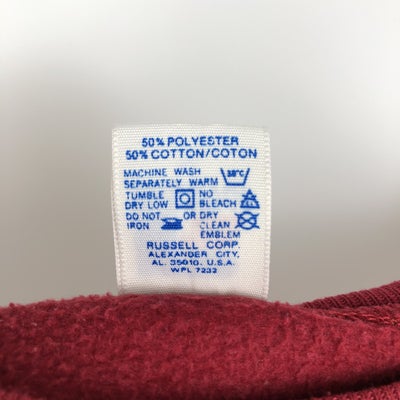 50% POLYESTER
50% COTTON/COTON
MACHINE WASH
SEPARATELY WARM
38°C
TUMBLE DRY LOW
NO BLEACH
DO NOT IRON
OR DRY CLEAN EMBLEM
RUSSELL CORP.
ALEXANDER CITY,
AL. 35010, U.S.A.
WPL 7232